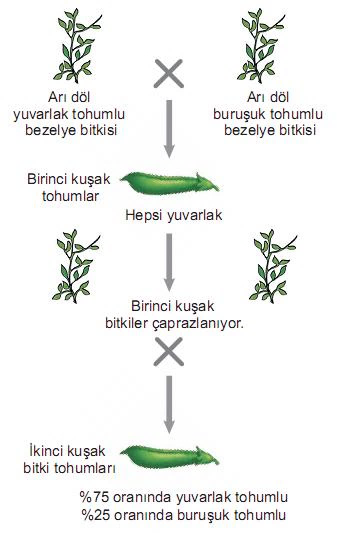 Arı döl
yuvarlak tohumlu
bezelye bitkisi
Arı döl
buruşuk tohumlu
bezelye bitkisi
Birinci kuşak
tohumlar
Hepsi yuvarlak
Birinci kuşak
bitkiler çaprazlanıyor.
İkinci kuşak
bitki tohumları
%75 oranında yuvarlak tohumlu
%25 oranında buruşuk tohumlu